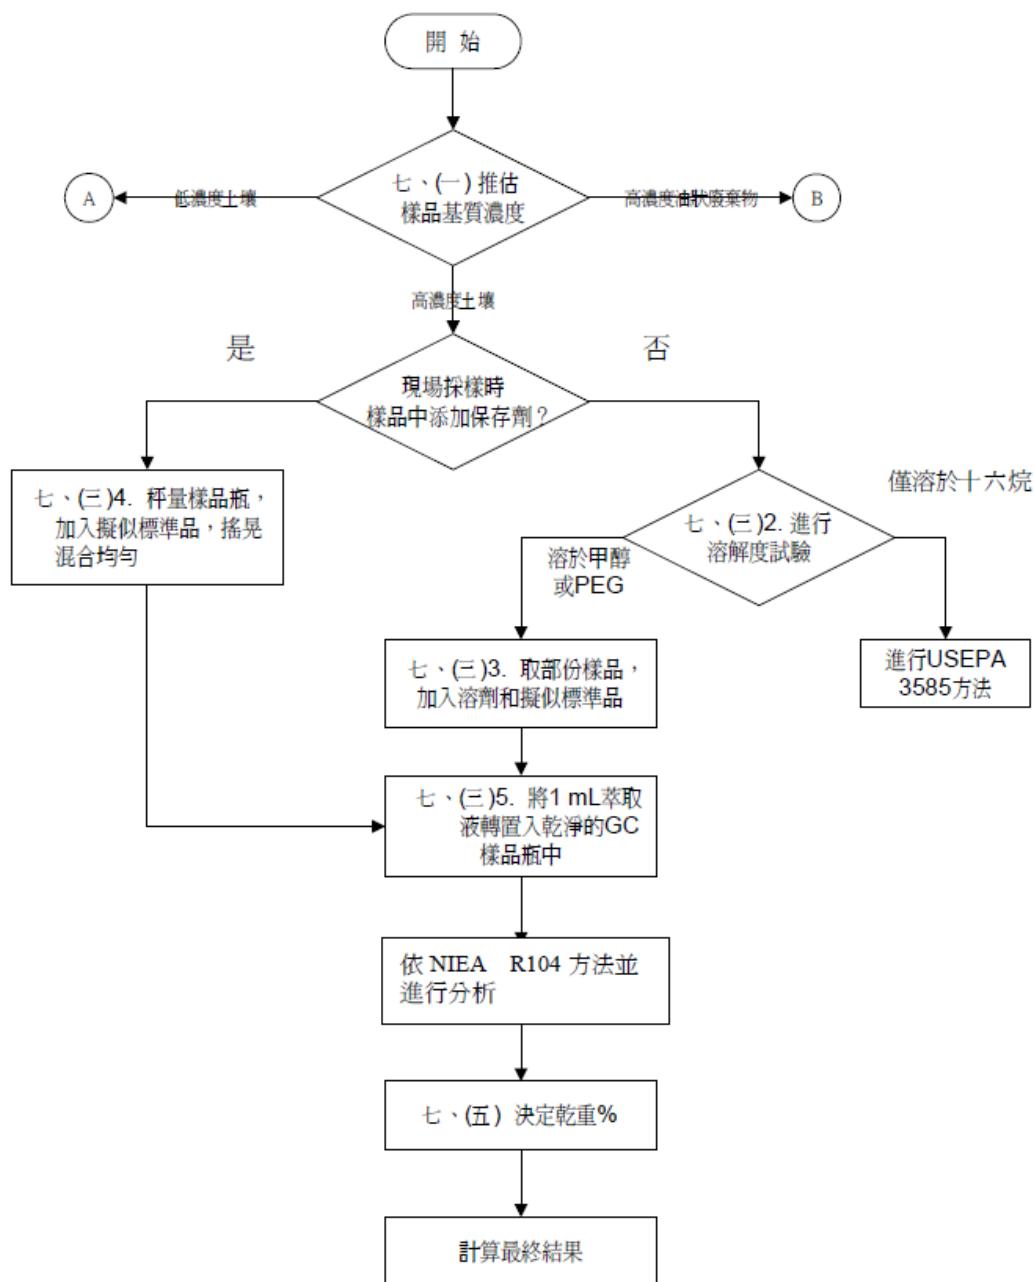 開 始
七、(一) 推估
樣品基質濃度
A
低濃度土壤
高濃度油狀廢棄物
B
高濃度土壤
是
否
現場採樣時
樣品中添加保存劑？
七、(三)4. 秤量樣品瓶，
加入擬似標準品，搖晃
混合均勻
七、(三)2. 進行
溶解度試驗
僅溶於十六烷
溶於甲醇
或PEG
七、(三)3. 取部份樣品，
加入溶劑和擬似標準品
進行USEPA
3585方法
七、(三)5. 將1 mL萃取
液轉置入乾淨的GC
樣品瓶中
依 NIEA R104 方法並
進行分析
七、(五) 決定乾重%
計算最終結果